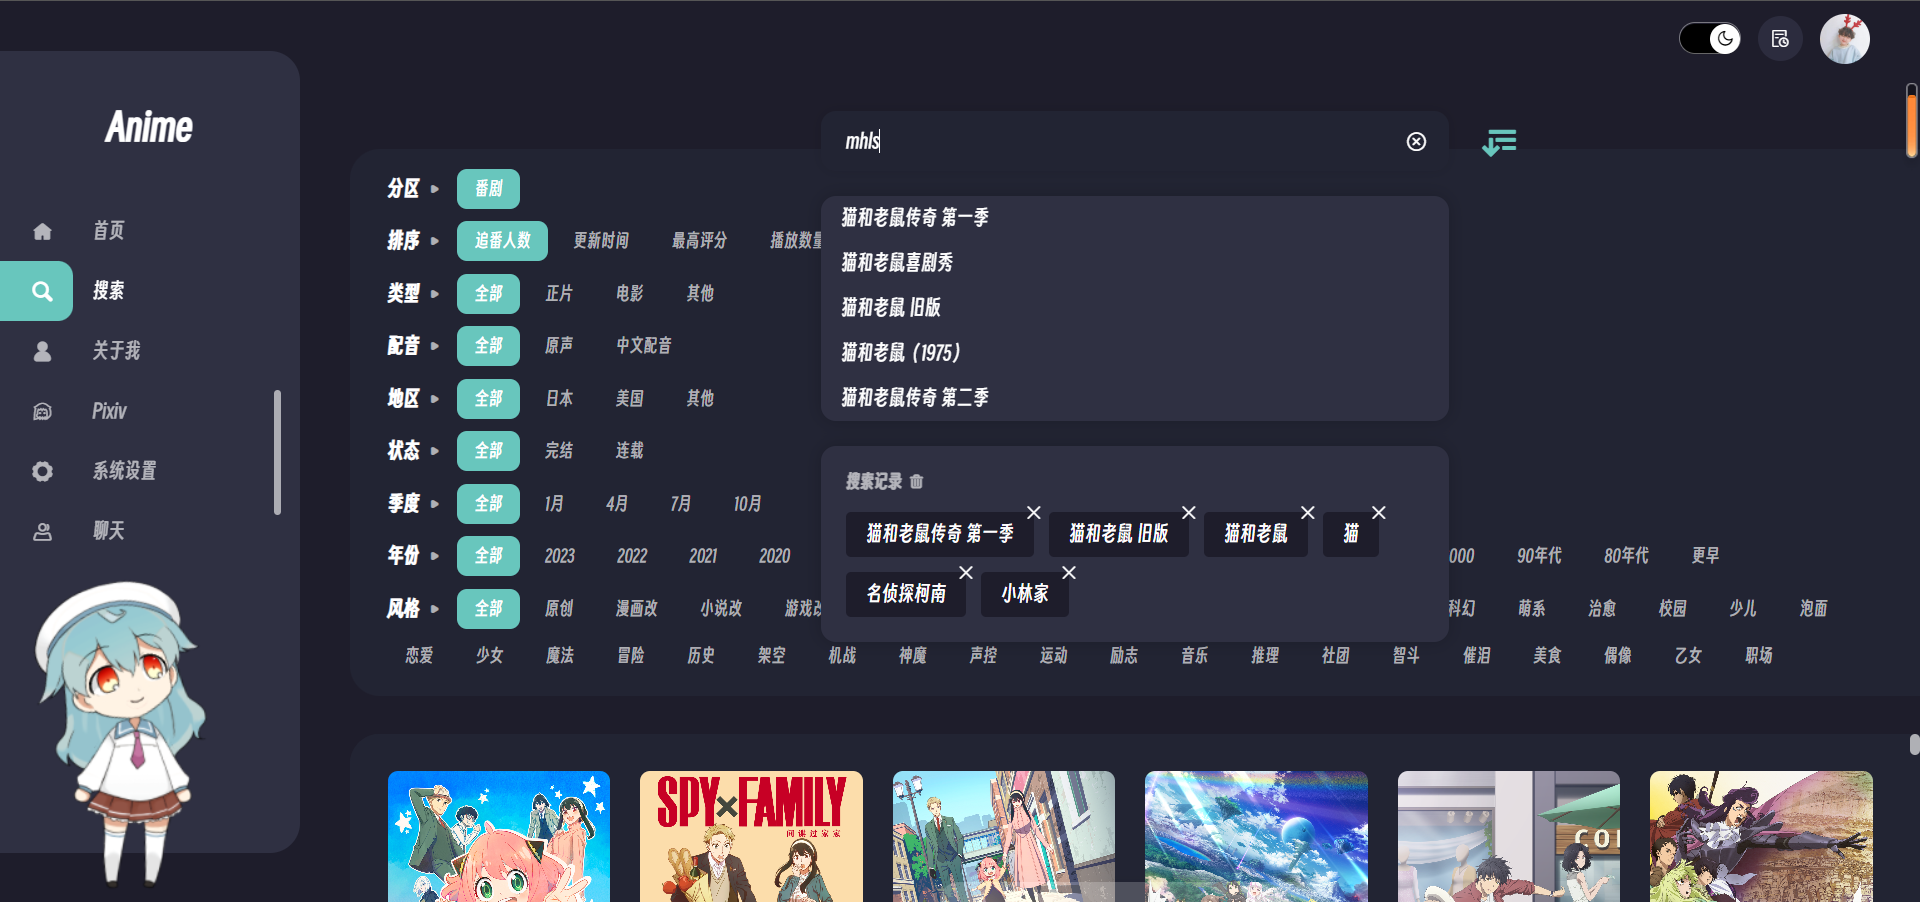 mhls
Anime
首页
搜索
关于我
Pixiv
系统设置
聊天
分区 番剧
排序 追番人数 更新时间 最高评分 播放数量
类型 全部 正片 电影 其他
配音 全部 原声 中文配音
地区 全部 日本 美国 其他
状态 全部 完结 连载
季度 全部 1月 4月 7月 10月
年份 全部 2023 2022 2021 2020 000 90年代 80年代 更早
风格 全部 原创 漫画改 小说改 游戏改 科幻 萌系 治愈 校园 少儿 泡面
恋爱 少女 魔法 冒险 历史 架空 机战 神魔 声控 运动 励志 音乐 推理 社团 智斗 催泪 美食 偶像 乙女 职场
猫和老鼠传奇 第一季
猫和老鼠喜剧秀
猫和老鼠 旧版
猫和老鼠（1975）
猫和老鼠传奇 第二季
搜索记录
猫和老鼠传奇 第一季 猫和老鼠 旧版 猫和老鼠 猫
名侦探柯南 小林家
SPY×FAMILY
间谍过家家
COI